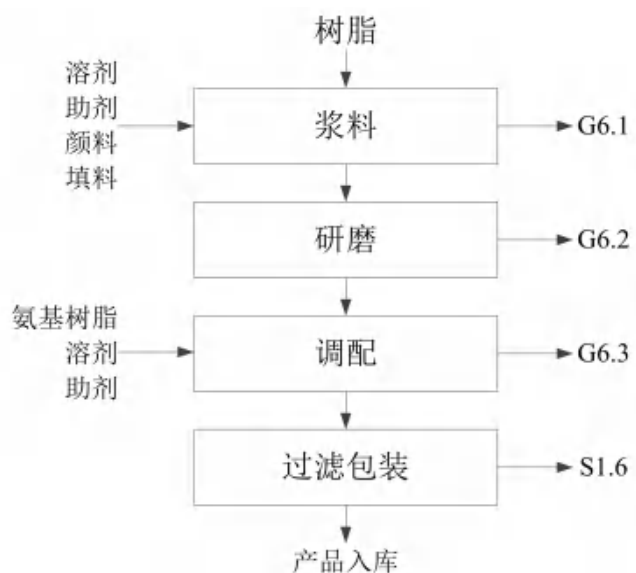 树脂
溶剂
助剂
颜料
填料
浆料
G6.1
研磨
G6.2
氨基树脂
溶剂
助剂
调配
G6.3
过滤包装
S1.6
产品入库